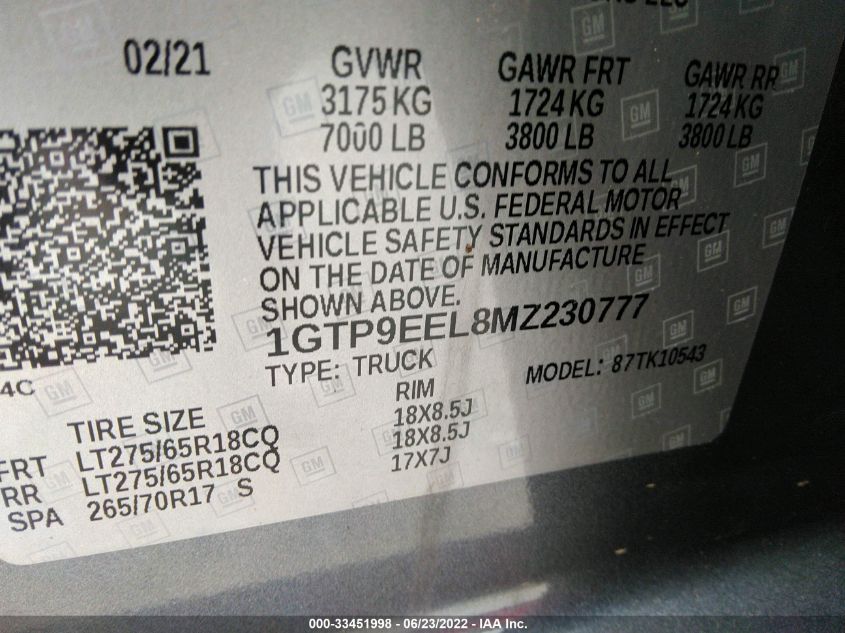 02/21 GVWR GAWR FRT GAWR RR
3175 KG 1724 KG 1724 KG
7000 LB 3800 LB 3800 LB
THIS VEHICLE CONFORMS TO ALL
APPLICABLE U.S. FEDERAL MOTOR
VEHICLE SAFETY STANDARDS IN EFFECT
ON THE DATE OF MANUFACTURE
SHOWN ABOVE.
1GTP9EEL8MZ230777
TYPE: TRUCK MODEL: 87TK10543
4C
TIRE SIZE RIM
FRT LT275/65R18CQ 18X8.5J
RR LT275/65R18CQ 18X8.5J
SPA 265/70R17 S 17X7J
GM
000-33451998 - 06/23/2022 - IAA Inc.